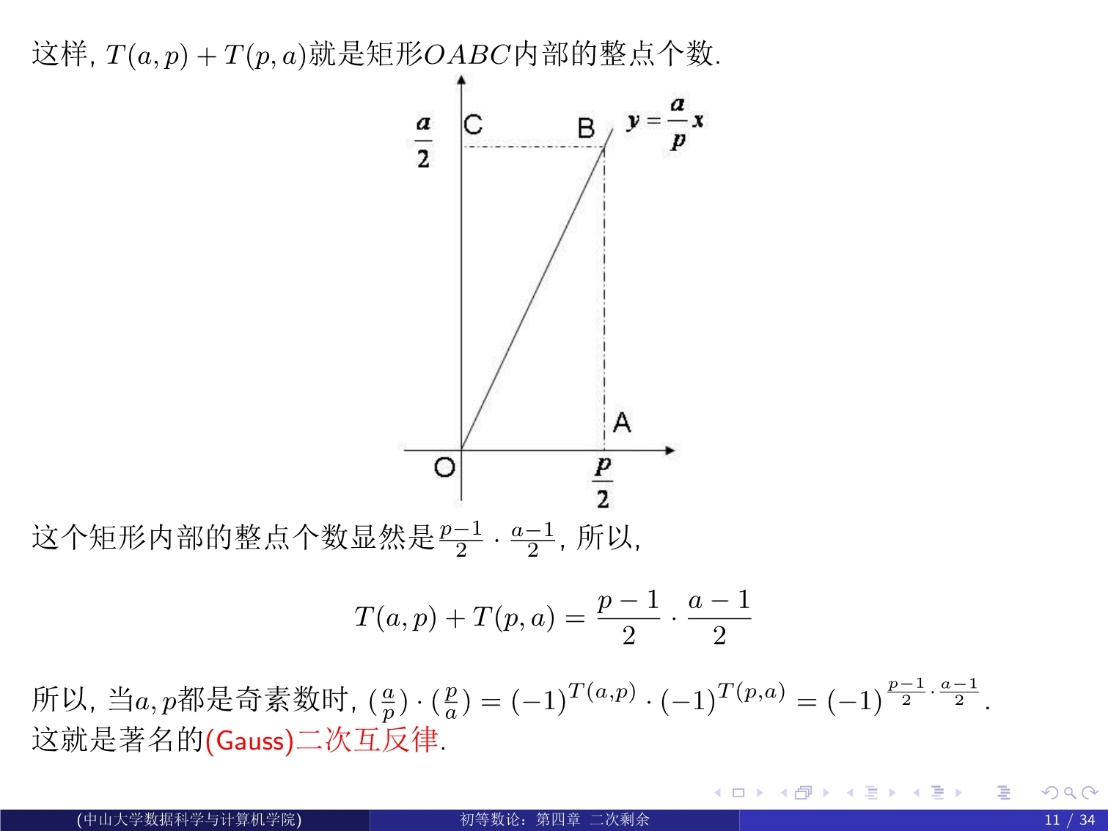 这样, T(a, p) + T(p, a)就是矩形OABC内部的整点个数.
a/2 C B y = a/p x
A
O p/2
这个矩形内部的整点个数显然是 p−1/2 · a−1/2, 所以,
T(a, p) + T(p, a) = p − 1/2 · a − 1/2
所以, 当a, p都是奇素数时, (a/p) · (p/a) = (−1)^{T(a,p)} · (−1)^{T(p,a)} = (−1)^{p−1/2 · a−1/2}.
这就是著名的(Gauss)二次互反律.
(中山大学数据科学与计算机学院) 初等数论：第四章 二次剩余 11 / 34